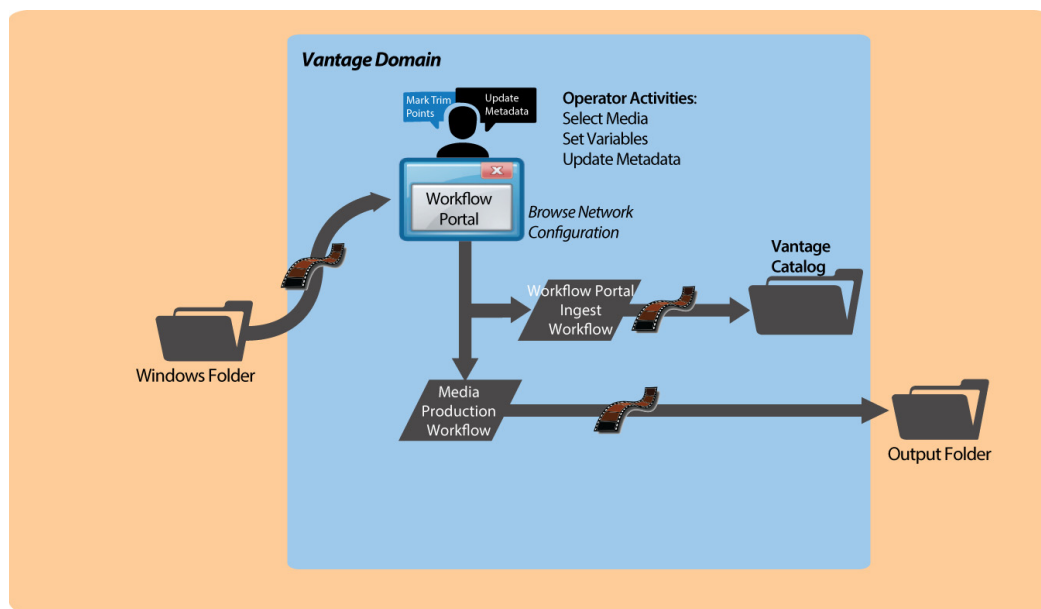 Vantage Domain
Mark Trim
Points
Update
Metadata
Operator Activities:
Select Media
Set Variables
Update Metadata
Workflow
Portal
Browse Network
Configuration
Vantage
Catalog
Workflow Portal
Ingest
Workflow
Windows Folder
Media
Production
Workflow
Output Folder